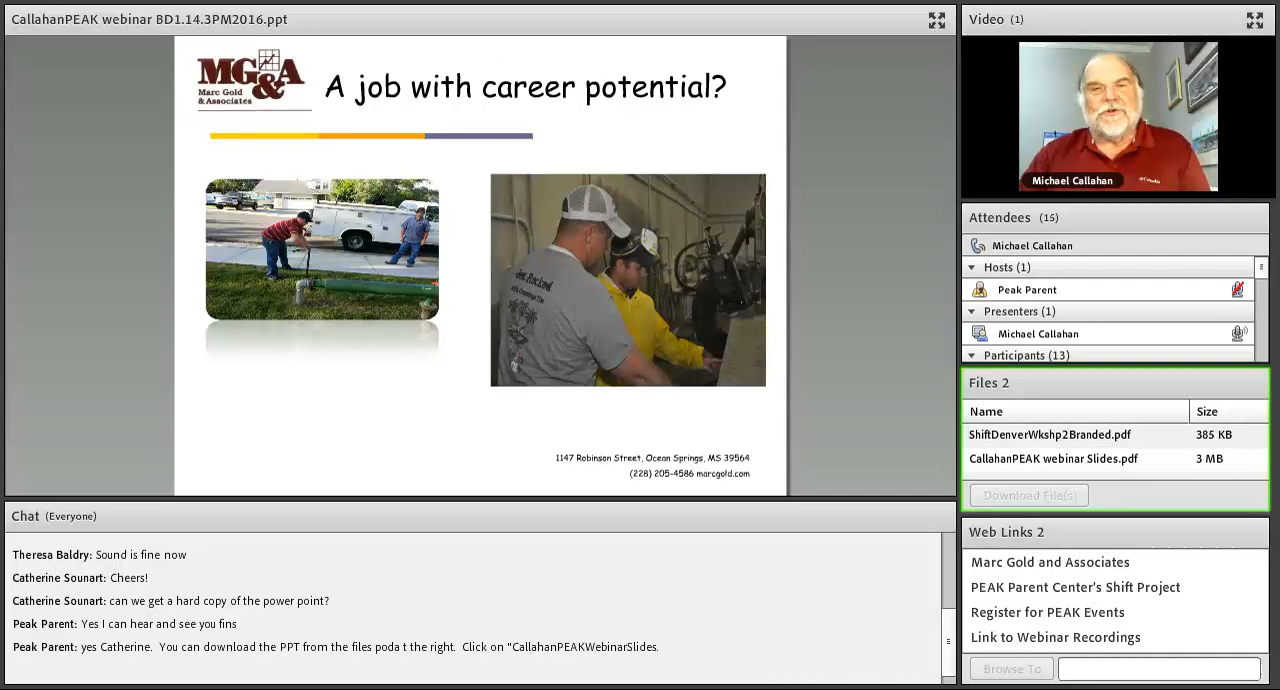 CallahanPEAK webinar BD1.14.3PM2016.ppt
MG&A
Marc Gold
& Associates
A job with career potential?
1147 Robinson Street, Ocean Springs, MS 39564
(228) 205-4586 marcgold.com
Chat (Everyone)
Theresa Baldry: Sound is fine now
Catherine Sounart: Cheers!
Catherine Sounart: can we get a hard copy of the power point?
Peak Parent: Yes I can hear and see you fins
Peak Parent: yes Catherine. You can download the PPT from the files poda t the right. Click on "CallahanPEAKWebinarSlides.
Video (1)
Michael Callahan
Attendees (15)
Michael Callahan
Hosts (1)
Peak Parent
Presenters (1)
Michael Callahan
Participants (13)
Files 2
Name Size
ShiftDenverWkshp2Branded.pdf 385 KB
CallahanPEAK webinar Slides.pdf 3 MB
Download File(s)
Web Links 2
Marc Gold and Associates
PEAK Parent Center's Shift Project
Register for PEAK Events
Link to Webinar Recordings
Browse To